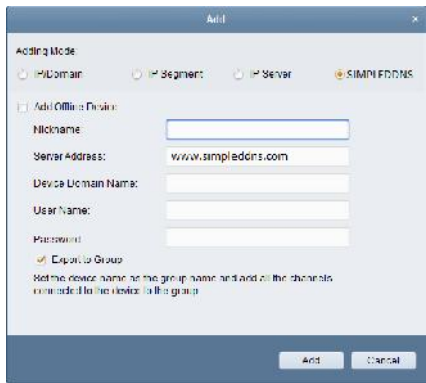 Add ×
Adding Mode:
IP/Domain IP Segment IP Server SIMPLEDDNS
Add Offline Device
Nickname:
Server Address: www.simpleddns.com
Device Domain Name:
User Name:
Password:
Export to Group
Set the device name as the group name and add all the channels
connected to the device to the group.
Add Cancel